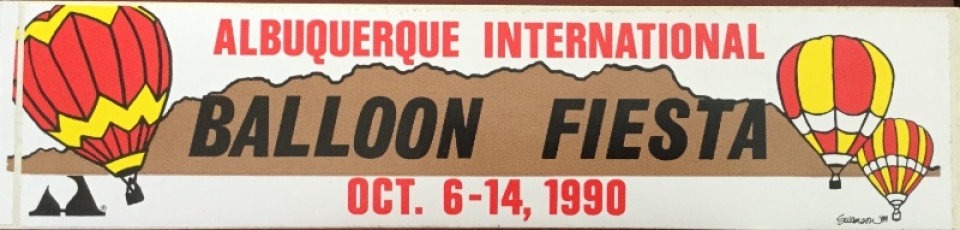 ALBUQUERQUE INTERNATIONAL
BALLOON FIESTA
OCT. 6-14, 1990